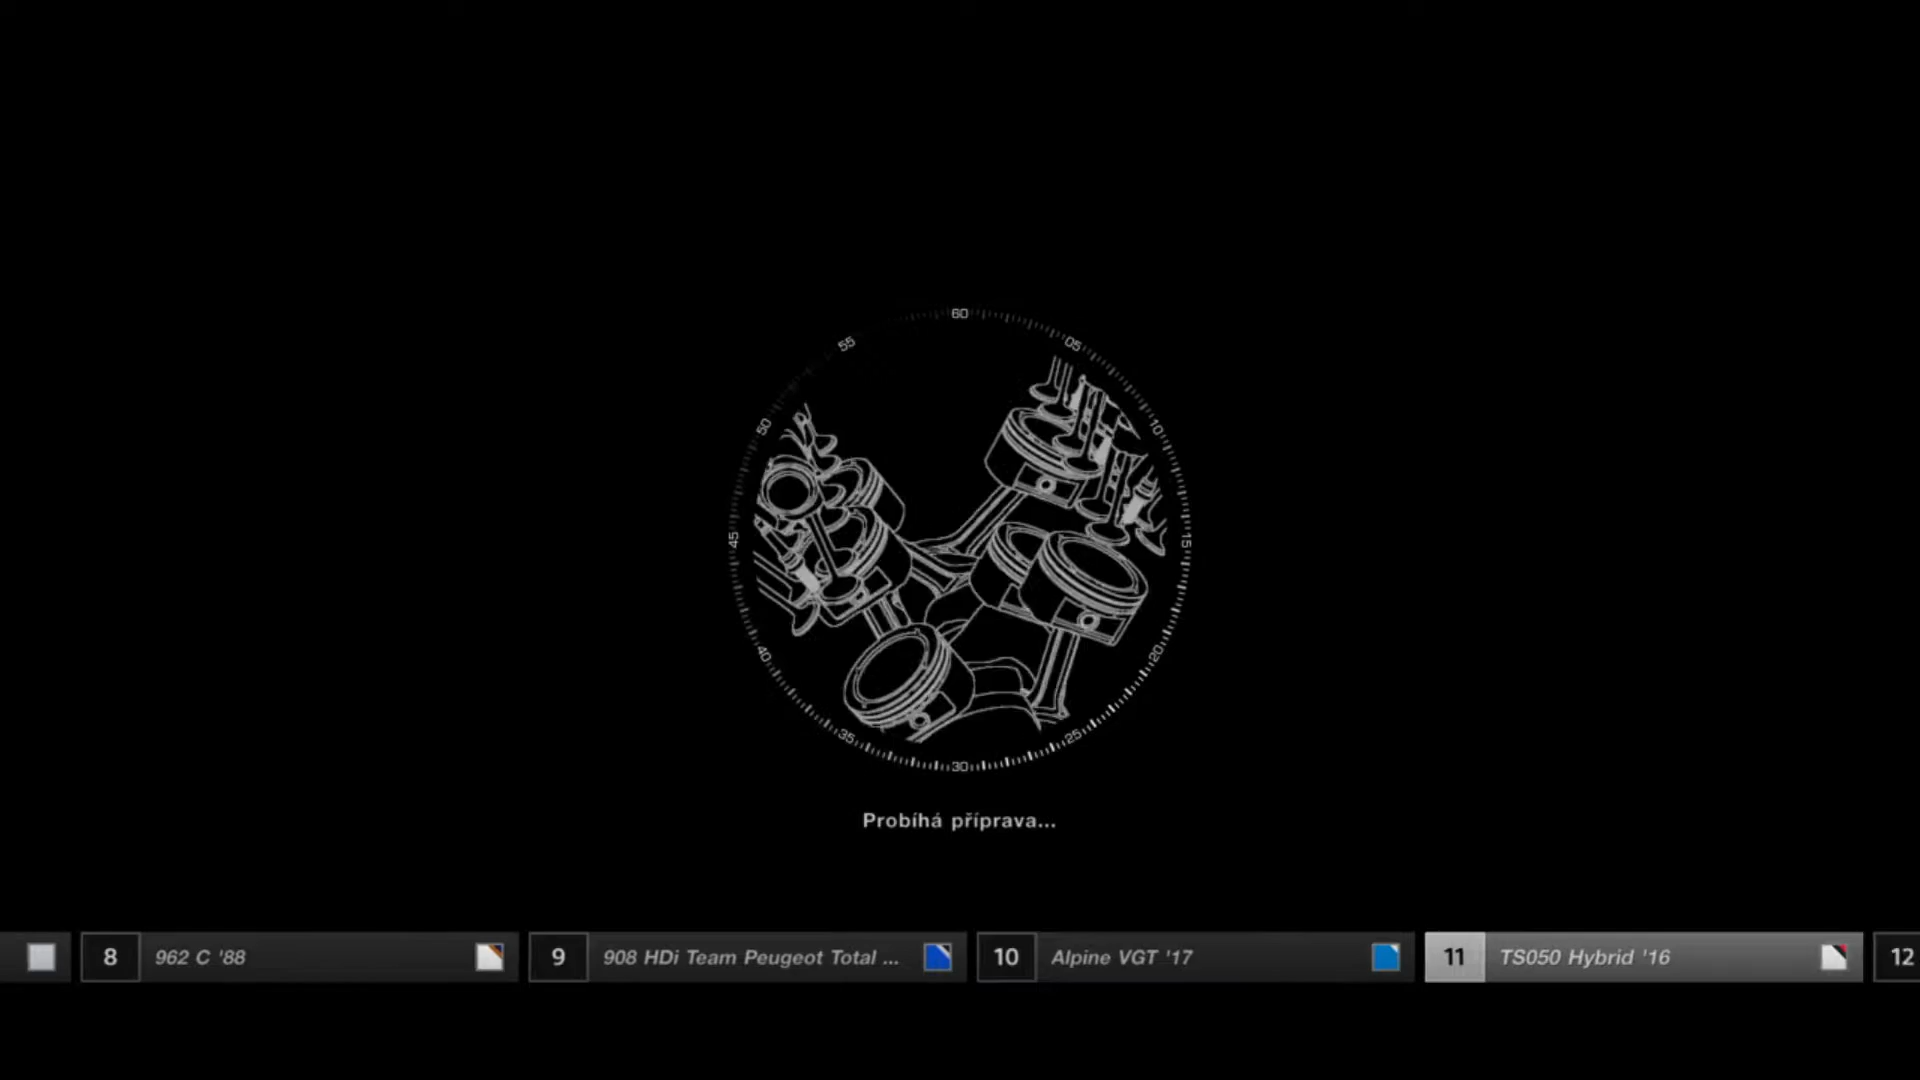 60
55
05
50
10
45
15
40
20
35
25
30
Probíhá příprava...
8 962 C '88
9 908 HDi Team Peugeot Total ...
10 Alpine VGT '17
11 TS050 Hybrid '16
12